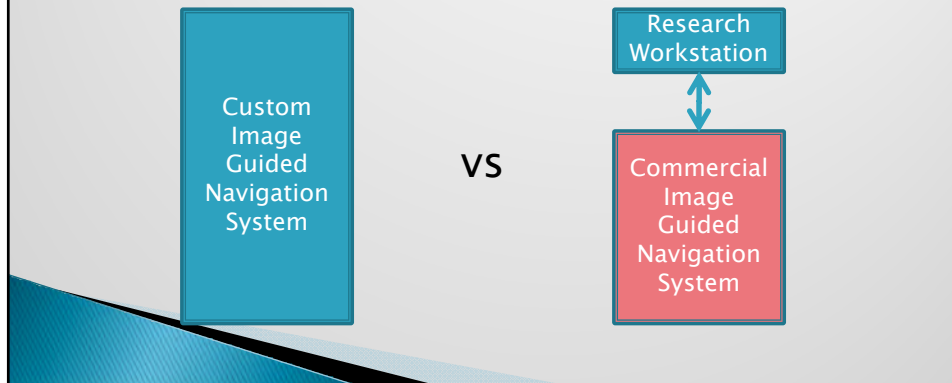 Custom
Image
Guided
Navigation
System
vs
Research
Workstation
Commercial
Image
Guided
Navigation
System